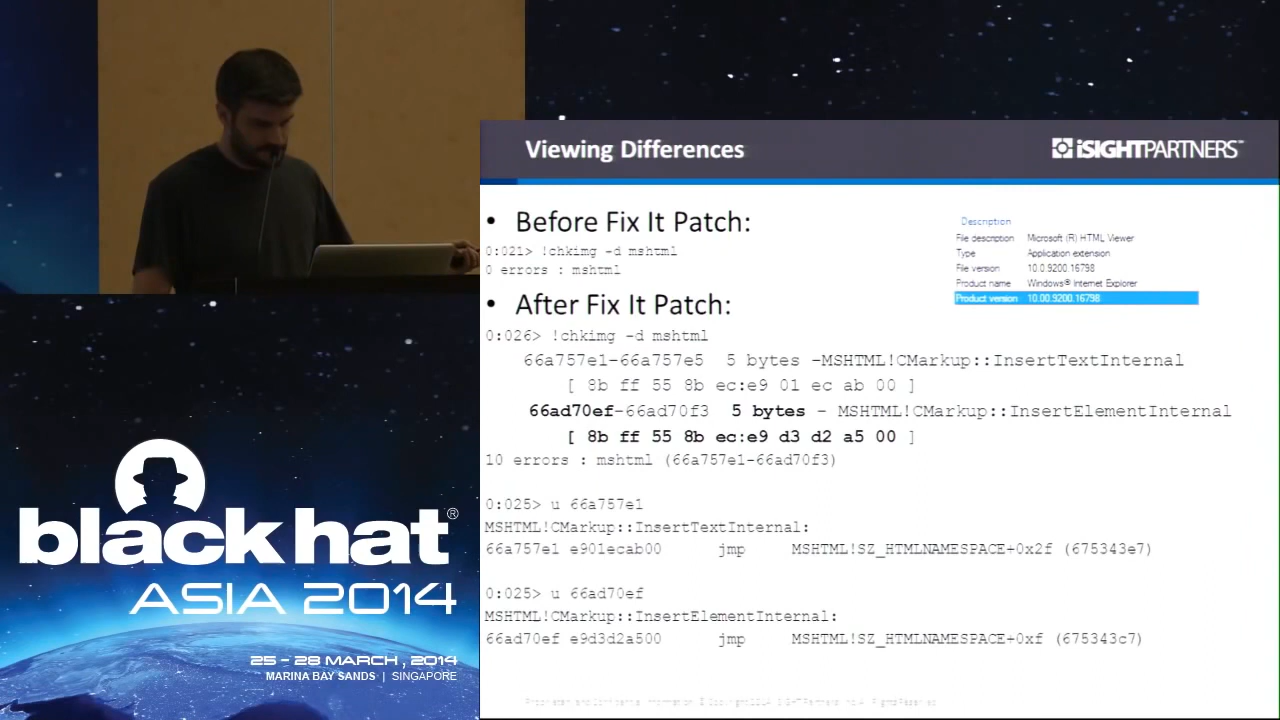 Viewing Differences
iSIGHTPARTNERS
• Before Fix It Patch:
0:021> !chkimg -d mshtml
0 errors : mshtml
Description
File description Microsoft (R) HTML Viewer
Type Application extension
File version 10.0.9200.16798
Product name Windows® Internet Explorer
Product version 10.00.9200.16798
• After Fix It Patch:
0:026> !chkimg -d mshtml
66a757e1-66a757e5 5 bytes -MSHTML!CMarkup::InsertTextInternal
[ 8b ff 55 8b ec:e9 01 ec ab 00 ]
66ad70ef-66ad70f3 5 bytes - MSHTML!CMarkup::InsertElementInternal
[ 8b ff 55 8b ec:e9 d3 d2 a5 00 ]
10 errors : mshtml (66a757e1-66ad70f3)
0:025> u 66a757e1
MSHTML!CMarkup::InsertTextInternal:
66a757e1 e901ecab00 jmp MSHTML!SZ_HTMLNAMESPACE+0x2f (675343e7)
0:025> u 66ad70ef
MSHTML!CMarkup::InsertElementInternal:
66ad70ef e9d3d2a500 jmp MSHTML!SZ_HTMLNAMESPACE+0xf (675343c7)
black hat®
ASIA 2014
25 - 28 MARCH, 2014
MARINA BAY SANDS | SINGAPORE